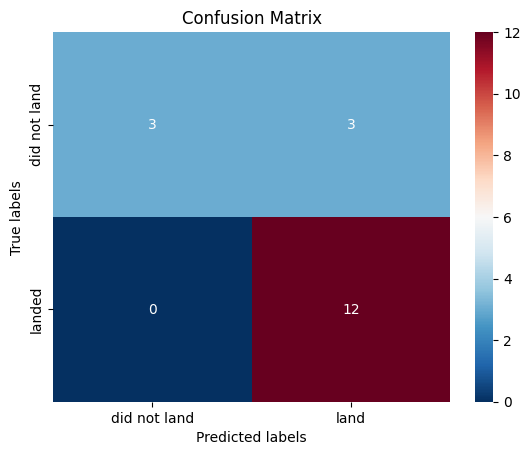 Confusion Matrix
True labels
did not land
landed
3
3
0
12
did not land
land
Predicted labels
12
10
8
6
4
2
0